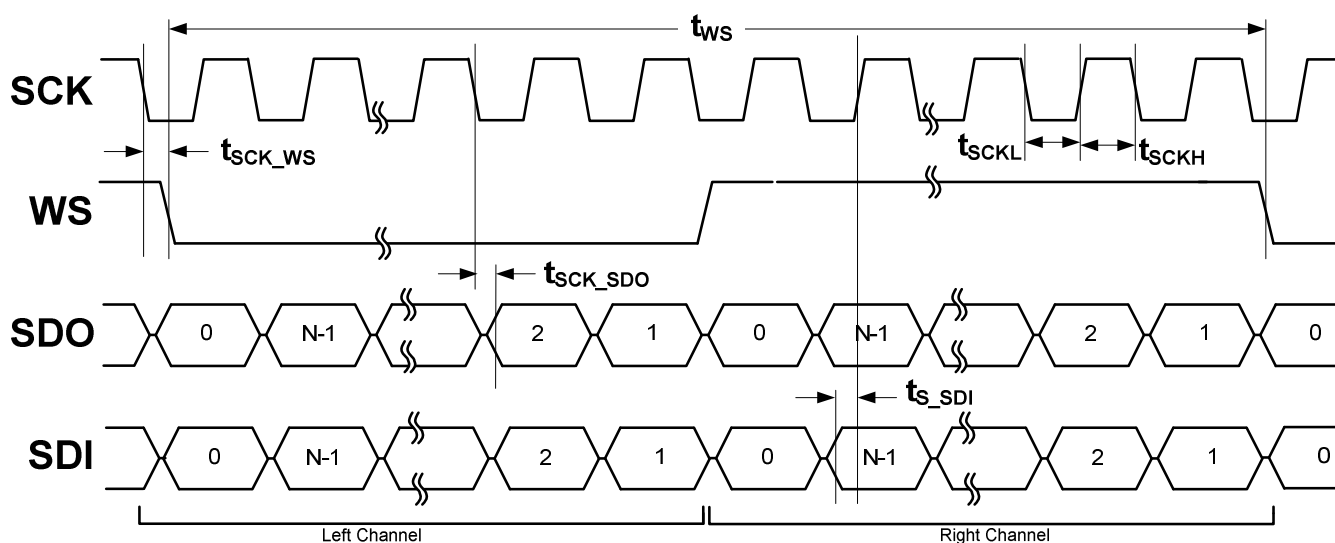 tWS
SCK
tSCK_WS
tSCKL
tSCKH
WS
tSCK_SDO
SDO
0 N-1 2 1 0 N-1 2 1 0
tS_SDI
SDI
0 N-1 2 1 0 N-1 2 1 0
Left Channel
Right Channel